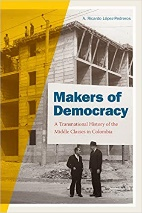 A. Ricardo López-Pedreros
Makers of
Democracy
A Transnational History of the
Middle Classes in Colombia